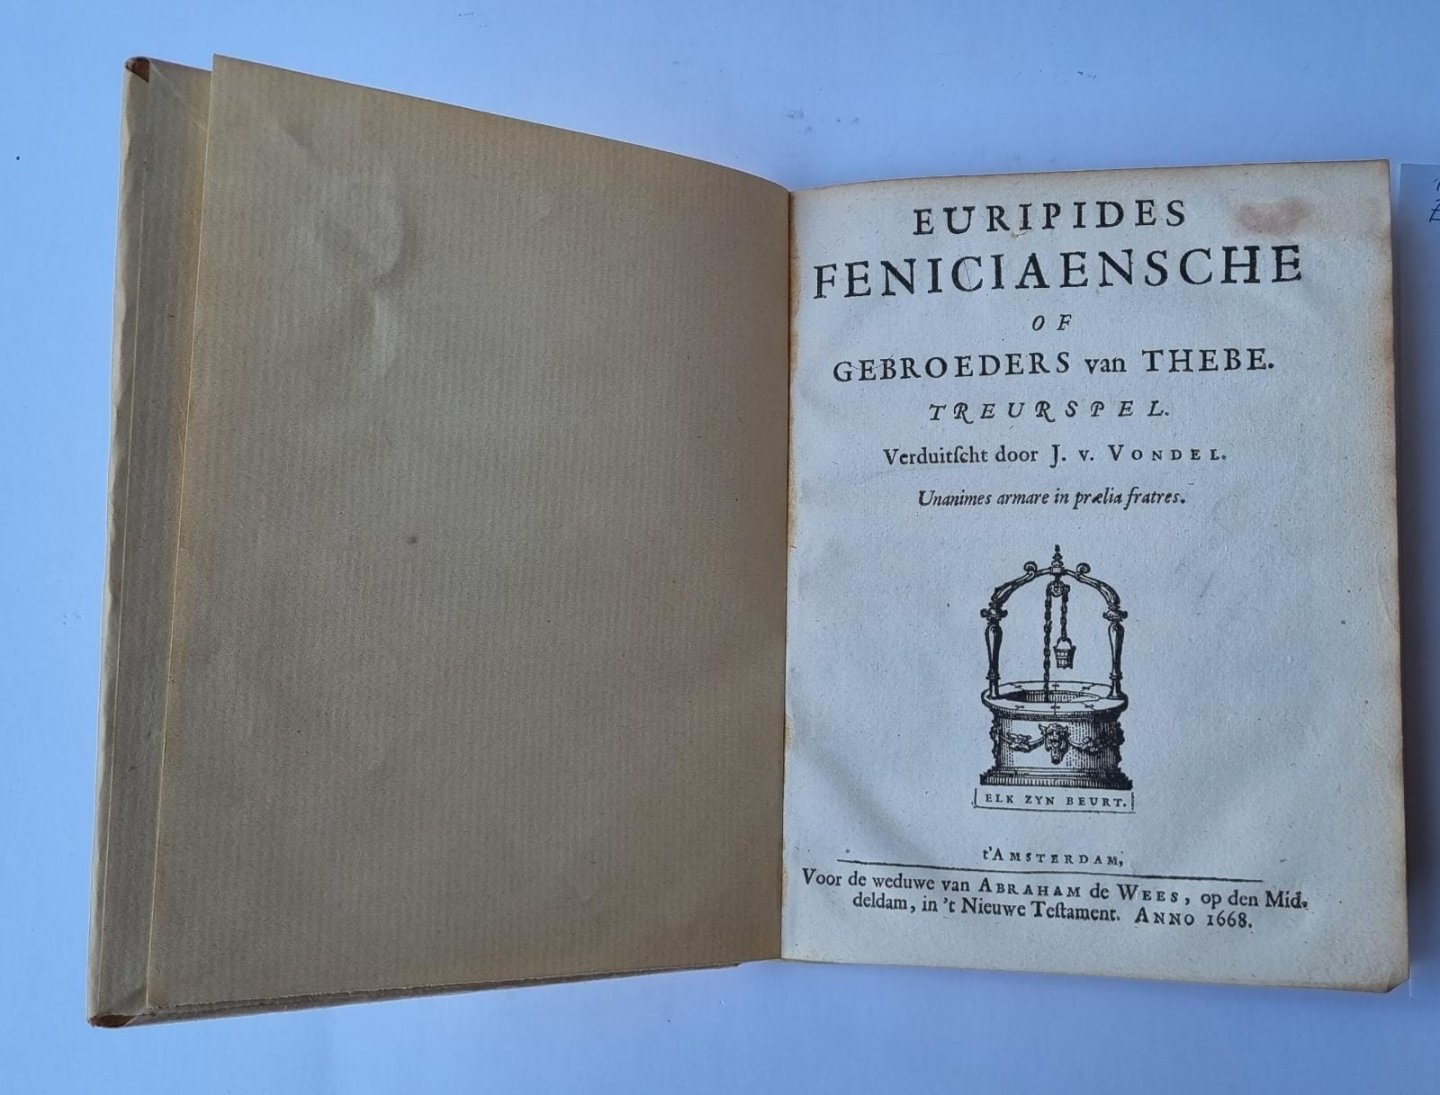 EURIPIDES
FENICIAENSCHE
OF
GEBROEDERS van THEBE.
TREURSPEL.
Verduitſcht door J. v. VONDEL.
Unanimes armare in prælia fratres.
ELK ZYN BEURT.
t'AMSTERDAM,
Voor de weduwe van ABRAHAM de WEES, op den Mid-
deldam, in 't Nieuwe Teſtament. ANNO 1668.